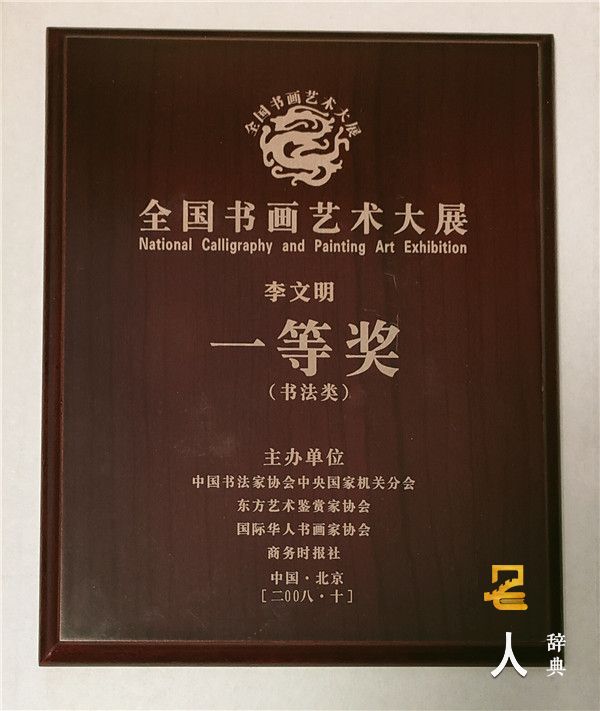 全国书画艺术大展
全国书画艺术大展
National Calligraphy and Painting Art Exhibition
李文明
一等奖
（书法类）
主办单位
中国书法家协会中央国家机关分会
东方艺术鉴赏家协会
国际华人书画家协会
商务时报社
中国·北京
[二00八·十]
人
辞典